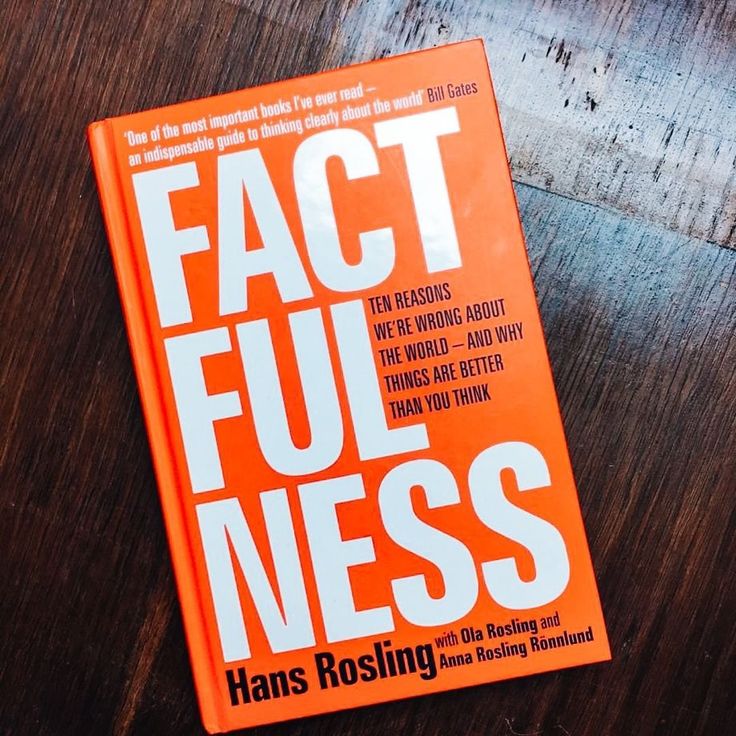 'One of the most important books I've ever read –
an indispensable guide to thinking clearly about the world' Bill Gates
FACT
FUL
NESS
TEN REASONS
WE'RE WRONG ABOUT
THE WORLD – AND WHY
THINGS ARE BETTER
THAN YOU THINK
Hans Rosling
with Ola Rosling and
Anna Rosling Rönnlund